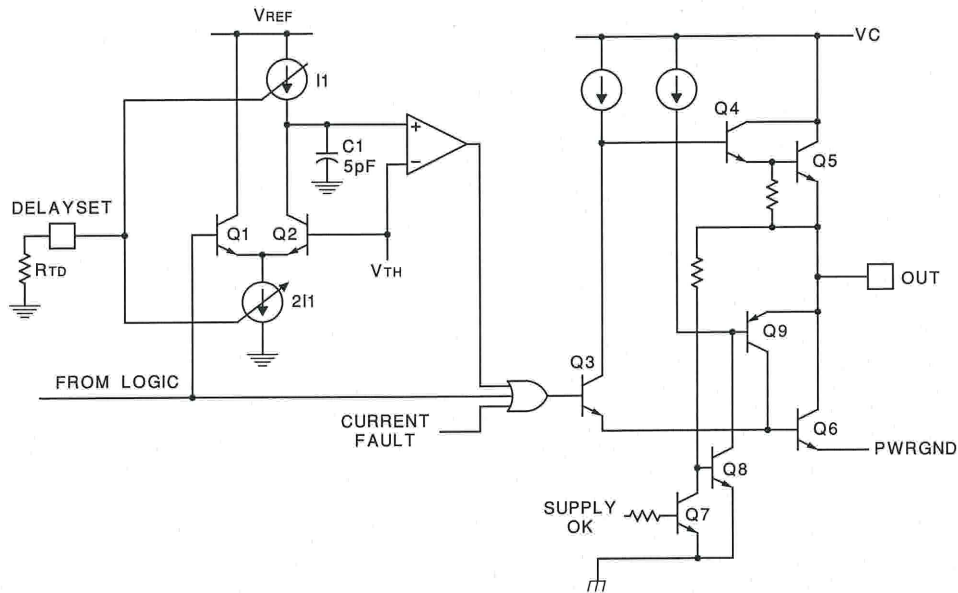 VREF
VC
I1
Q4
C1
5pF
+
−
Q5
DELAYSET
Q1
Q2
RTD
VTH
OUT
2I1
Q9
FROM LOGIC
Q3
CURRENT
FAULT
Q6
PWRGND
Q8
SUPPLY
OK
Q7